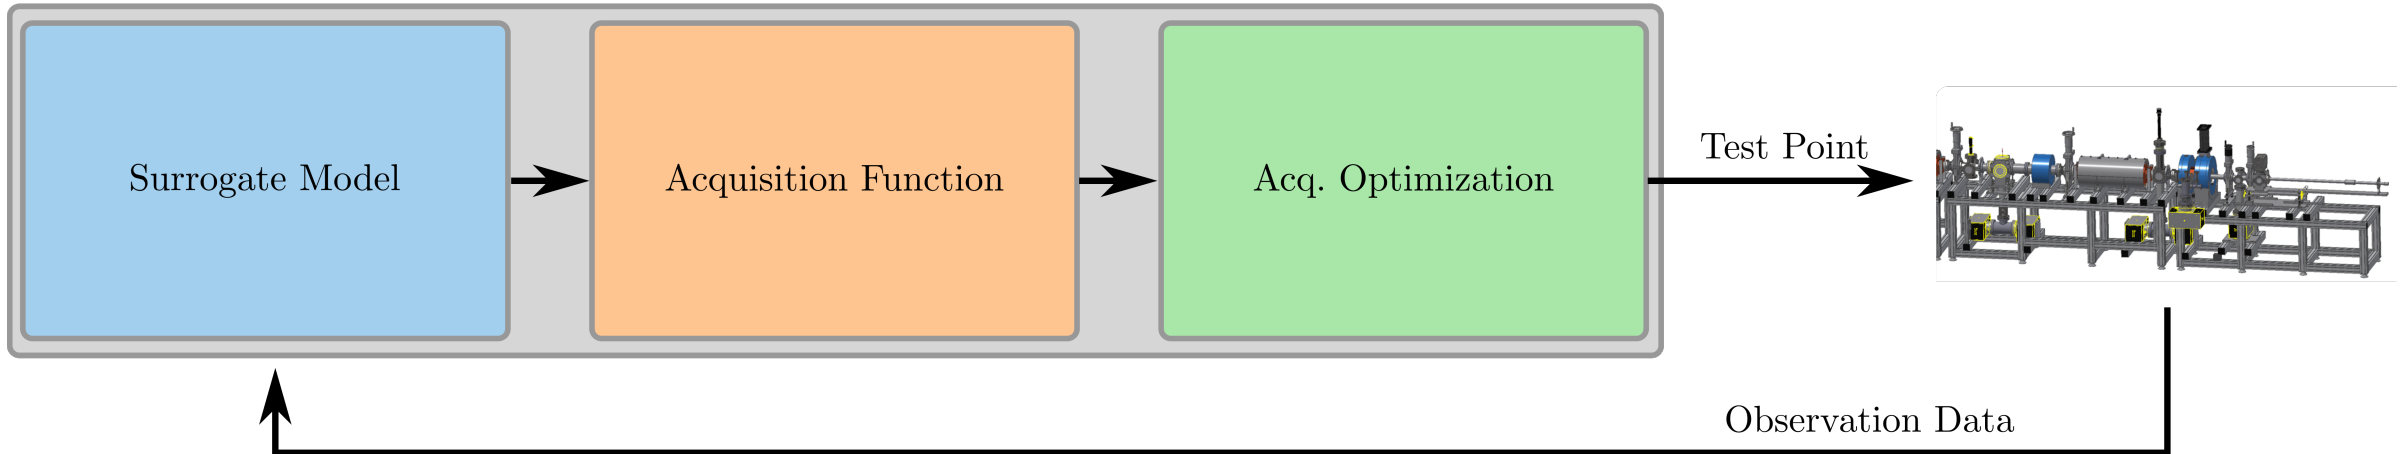 Surrogate Model
Acquisition Function
Acq. Optimization
Test Point
Observation Data